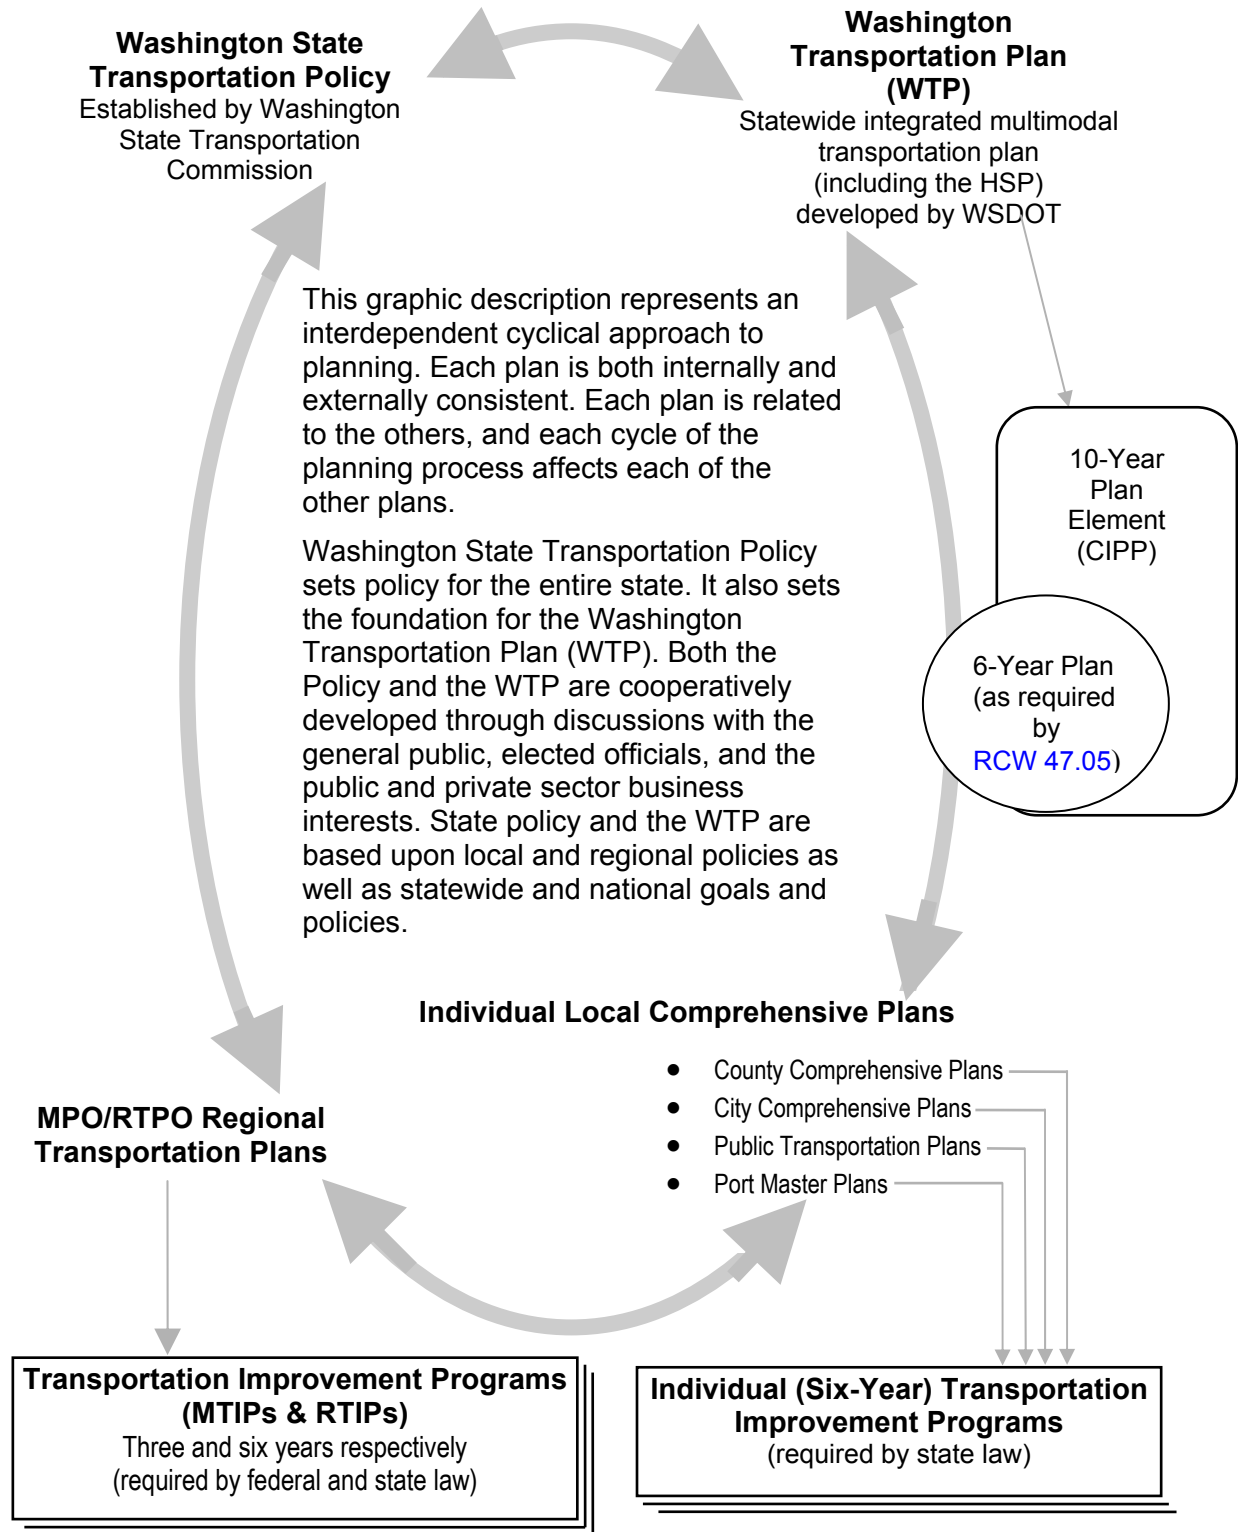 Washington State
Transportation Policy
Established by Washington
State Transportation
Commission
Washington
Transportation Plan
(WTP)
Statewide integrated multimodal
transportation plan
(including the HSP)
developed by WSDOT
This graphic description represents an
interdependent cyclical approach to
planning. Each plan is both internally and
externally consistent. Each plan is related
to the others, and each cycle of the
planning process affects each of the
other plans.
Washington State Transportation Policy
sets policy for the entire state. It also sets
the foundation for the Washington
Transportation Plan (WTP). Both the
Policy and the WTP are cooperatively
developed through discussions with the
general public, elected officials, and the
public and private sector business
interests. State policy and the WTP are
based upon local and regional policies as
well as statewide and national goals and
policies.
10-Year
Plan
Element
(CIPP)
6-Year Plan
(as required
by
RCW 47.05)
Individual Local Comprehensive Plans
● County Comprehensive Plans
● City Comprehensive Plans
● Public Transportation Plans
● Port Master Plans
MPO/RTPO Regional
Transportation Plans
Transportation Improvement Programs
(MTIPs & RTIPs)
Three and six years respectively
(required by federal and state law)
Individual (Six-Year) Transportation
Improvement Programs
(required by state law)